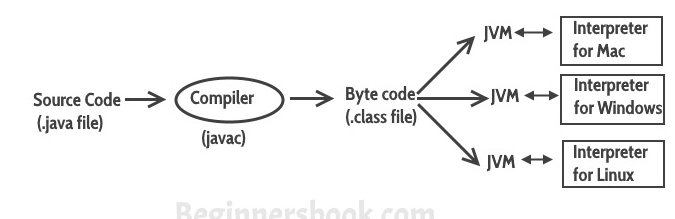 Source Code
(.java file)
Compiler
(javac)
Byte code
(.class file)
JVM
Interpreter
for Mac
JVM
Interpreter
for Windows
JVM
Interpreter
for Linux
Beginnersbook.com